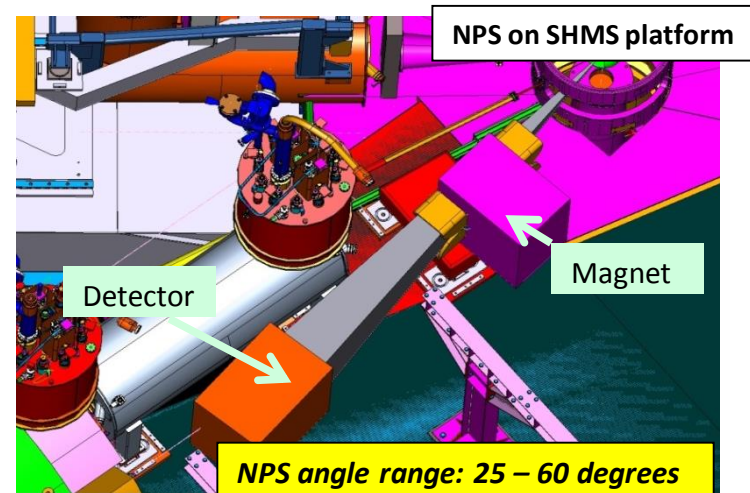 NPS on SHMS platform
Magnet
Detector
NPS angle range: 25 – 60 degrees